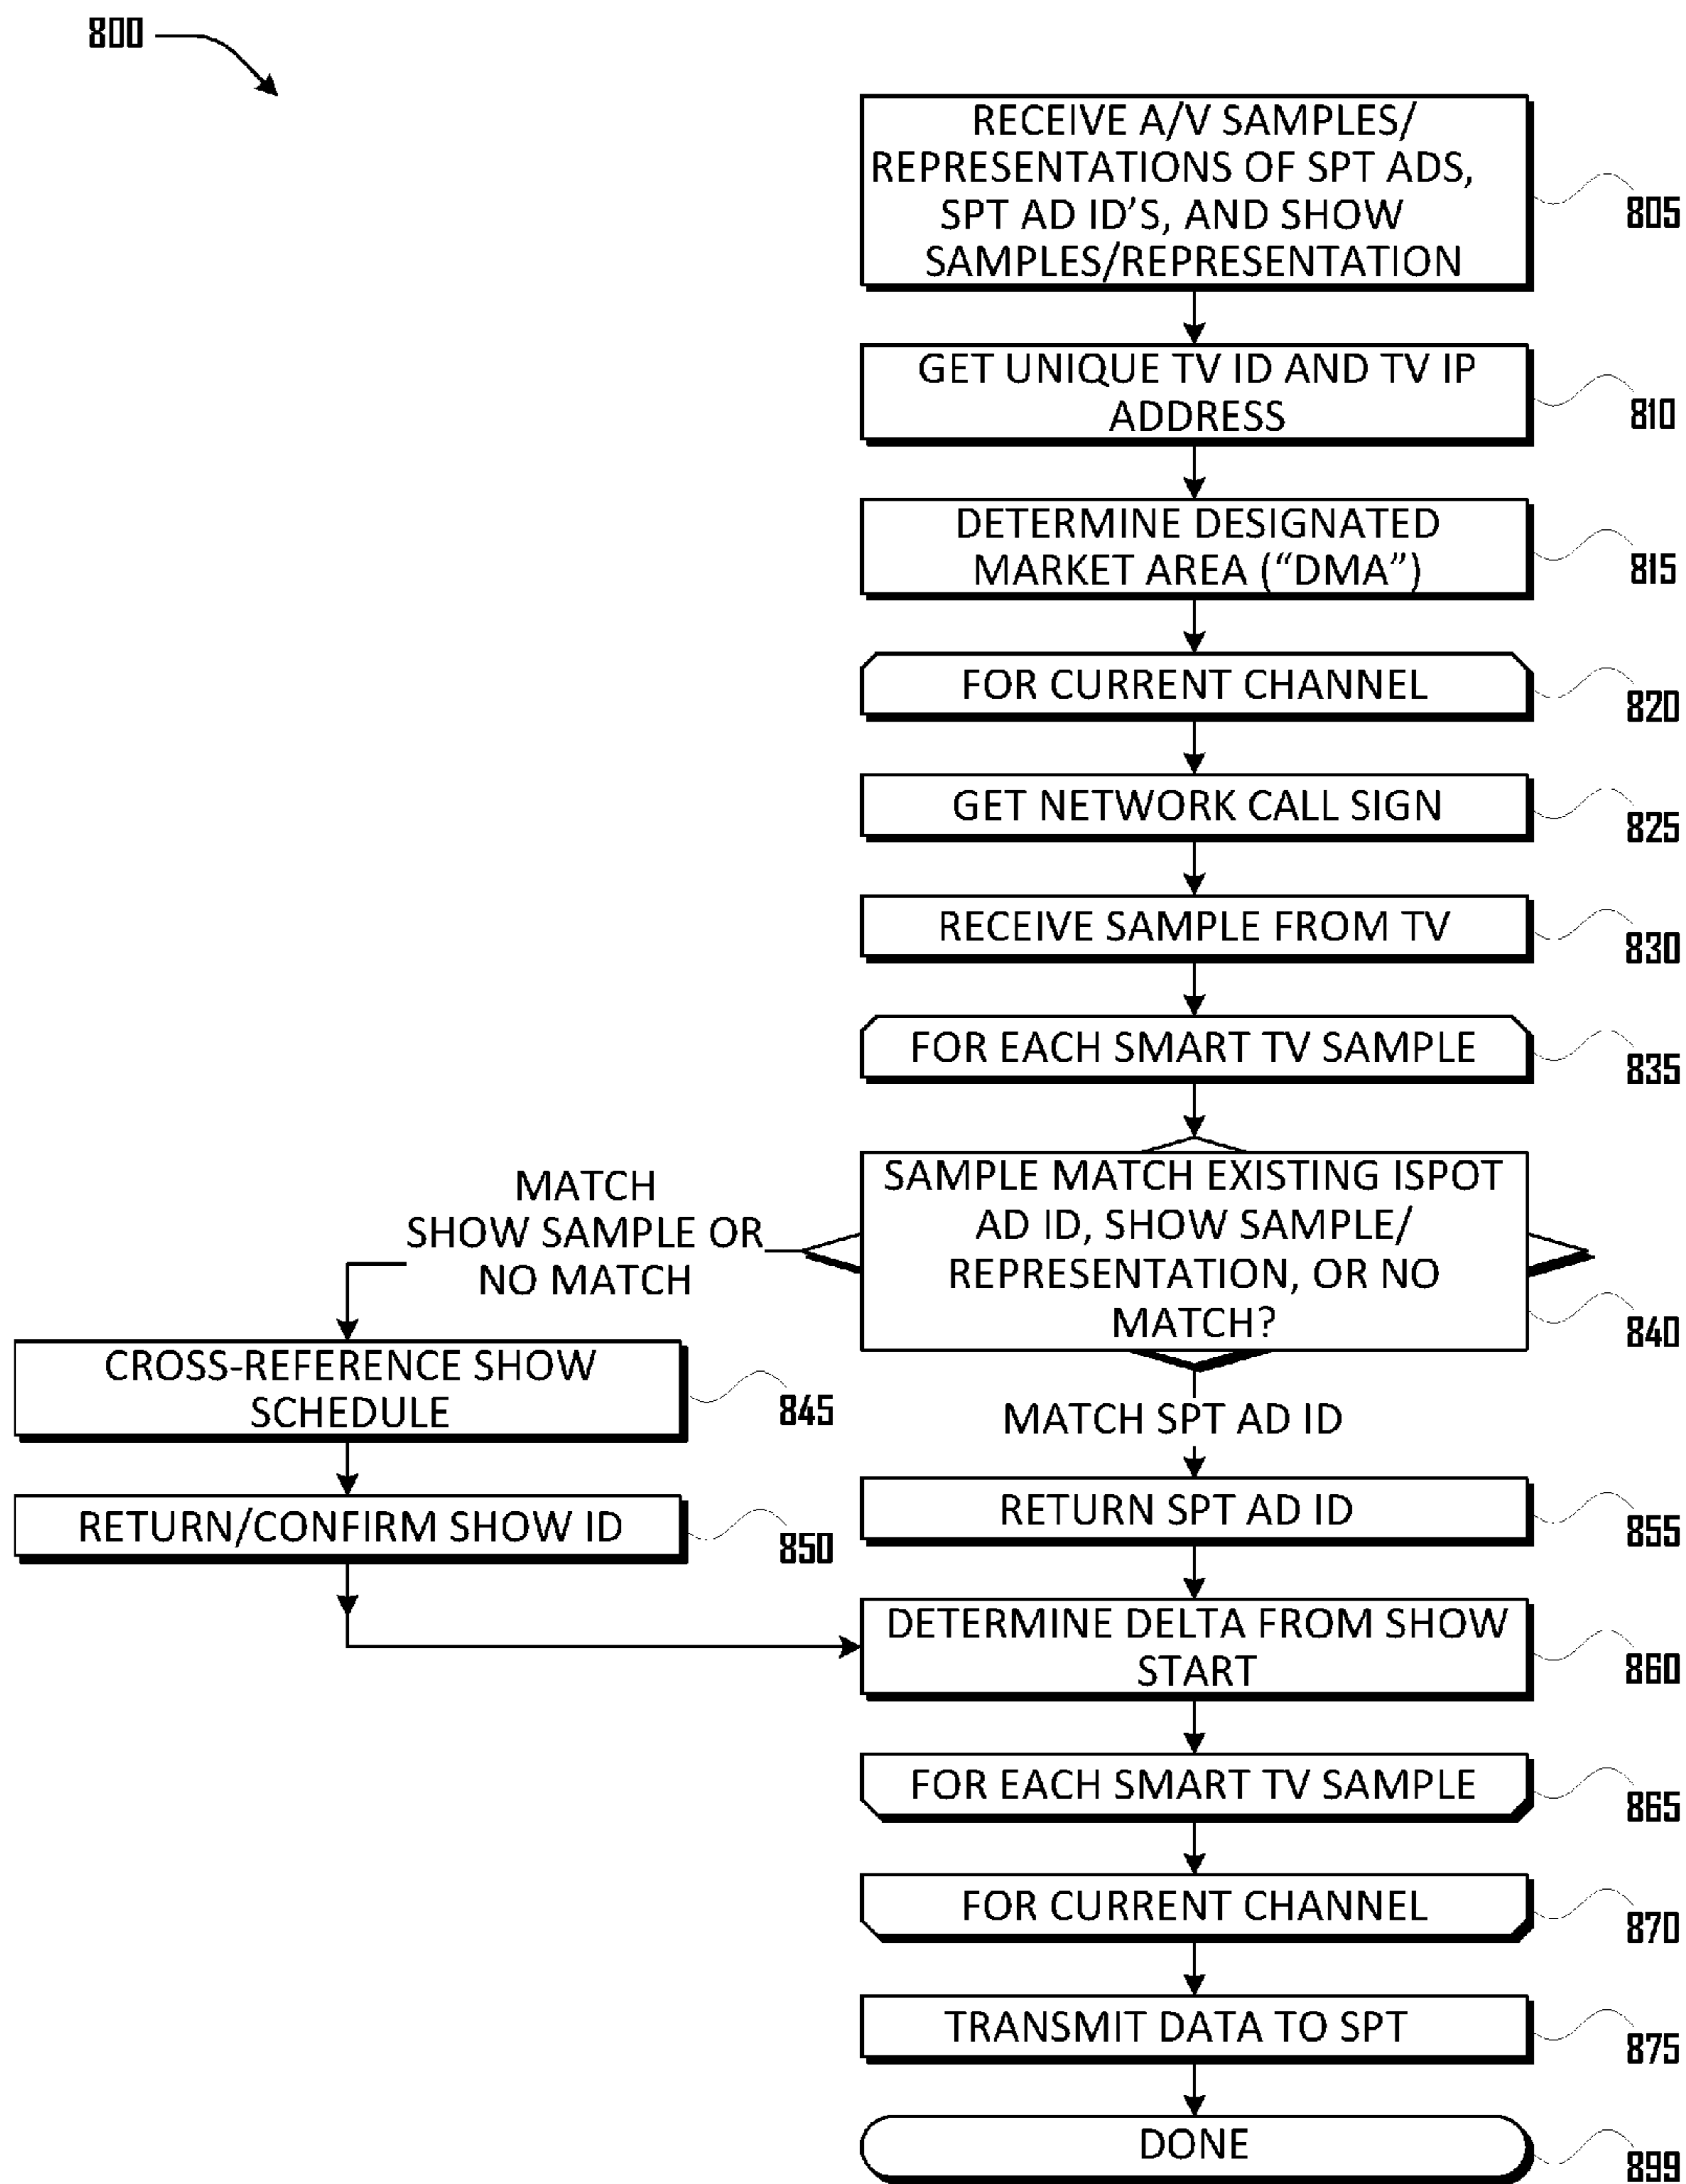 800
RECEIVE A/V SAMPLES/
REPRESENTATIONS OF SPT ADS,
SPT AD ID'S, AND SHOW
SAMPLES/REPRESENTATION
805
GET UNIQUE TV ID AND TV IP
ADDRESS
810
DETERMINE DESIGNATED
MARKET AREA (“DMA”)
815
FOR CURRENT CHANNEL
820
GET NETWORK CALL SIGN
825
RECEIVE SAMPLE FROM TV
830
FOR EACH SMART TV SAMPLE
835
SAMPLE MATCH EXISTING ISPOT
AD ID, SHOW SAMPLE/
REPRESENTATION, OR NO
MATCH?
840
MATCH
SHOW SAMPLE OR
NO MATCH
CROSS-REFERENCE SHOW
SCHEDULE
845
RETURN/CONFIRM SHOW ID
850
MATCH SPT AD ID
RETURN SPT AD ID
855
DETERMINE DELTA FROM SHOW
START
860
FOR EACH SMART TV SAMPLE
865
FOR CURRENT CHANNEL
870
TRANSMIT DATA TO SPT
875
DONE
899